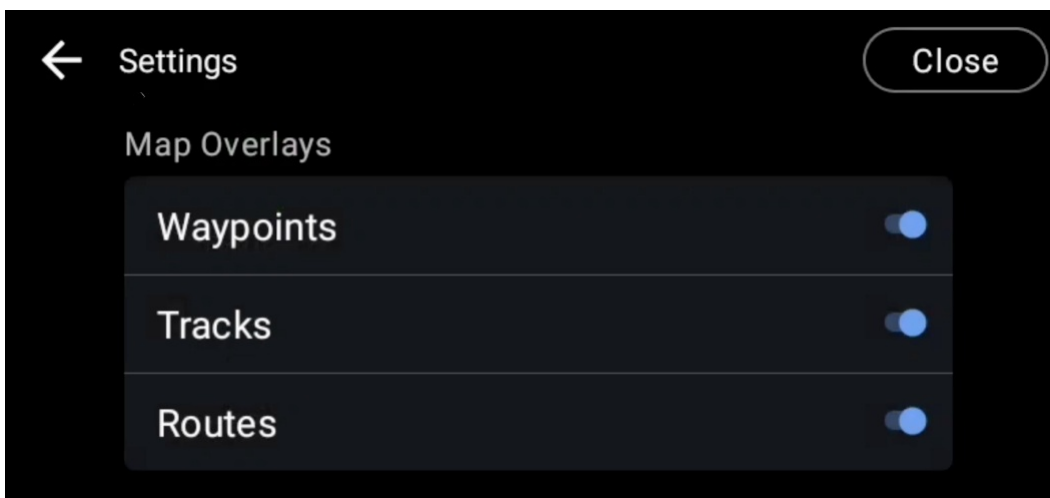 Settings
Close
Map Overlays
Waypoints
Tracks
Routes